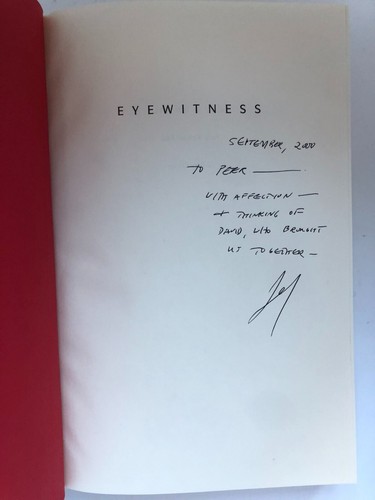 EYEWITNESS
SEPTEMBER, 2000
TO PEER —
WITH AFFECTION —
+ THINKING OF
DAVID, WHO BROUGHT
US TOGETHER —